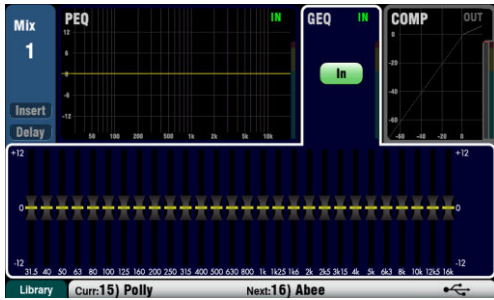 Mix
1
Insert
Delay
PEQ IN
12
6
0
-6
-12
50 100 200 500 1k 2k 5k 10k
GEQ IN
In
COMP OUT
0
-20
-40
-60
-60 -40 -20 0
+12 +12
0 0
-12 -12
31.5 40 50 63 80 100 125 160 200 250 315 400 500 630 800 1k 1k25 1k6 2k 2k5 3k15 4k 5k 6k3 8k 10k 12k5 16k
Library Curr:15) Polly Next:16) Abee